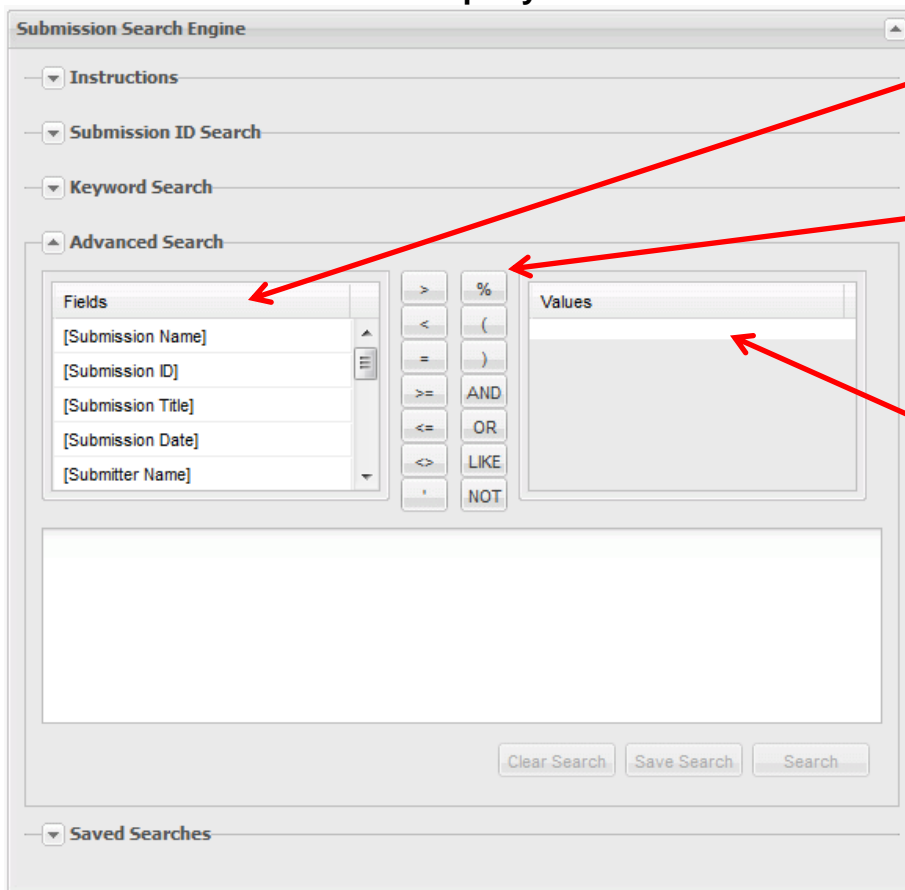 Submission Search Engine
Instructions
Submission ID Search
Keyword Search
Advanced Search
Fields
[Submission Name]
[Submission ID]
[Submission Title]
[Submission Date]
[Submitter Name]
> %
< (
= )
>= AND
<= OR
<> LIKE
' NOT
Values
Clear Search Save Search Search
Saved Searches